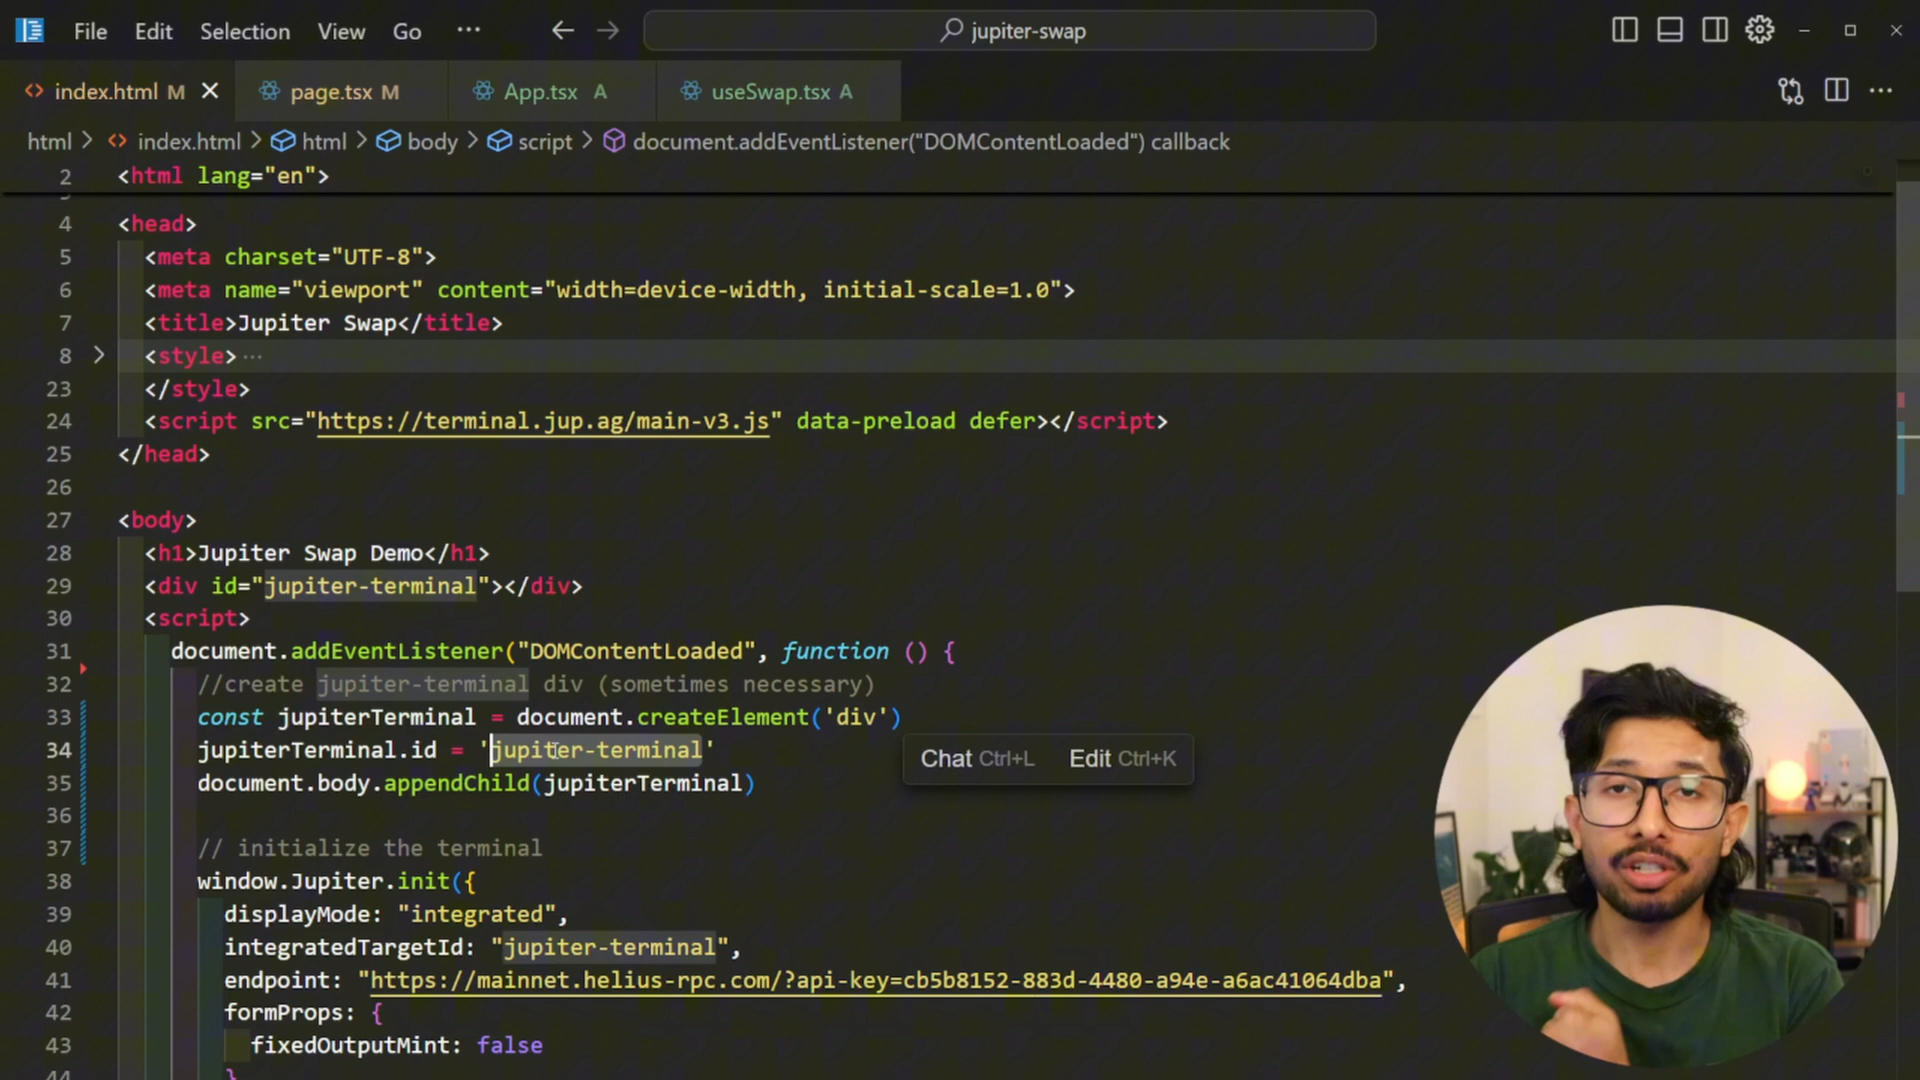 File Edit Selection View Go ··· jupiter-swap
index.html M page.tsx M App.tsx A useSwap.tsx A
html > index.html > html > body > script > document.addEventListener("DOMContentLoaded") callback
2 <html lang="en">
4 <head>
5 <meta charset="UTF-8">
6 <meta name="viewport" content="width=device-width, initial-scale=1.0">
7 <title>Jupiter Swap</title>
8 <style>···
23 </style>
24 <script src="https://terminal.jup.ag/main-v3.js" data-preload defer></script>
25 </head>
26
27 <body>
28 <h1>Jupiter Swap Demo</h1>
29 <div id="jupiter-terminal"></div>
30 <script>
31 document.addEventListener("DOMContentLoaded", function () {
32 //create jupiter-terminal div (sometimes necessary)
33 const jupiterTerminal = document.createElement('div')
34 jupiterTerminal.id = 'jupiter-terminal'
Chat Ctrl+L Edit Ctrl+K
35 document.body.appendChild(jupiterTerminal)
36
37 // initialize the terminal
38 window.Jupiter.init({
39 displayMode: "integrated",
40 integratedTargetId: "jupiter-terminal",
41 endpoint: "https://mainnet.helius-rpc.com/?api-key=cb5b8152-883d-4480-a94e-a6ac41064dba",
42 formProps: {
43 fixedOutputMint: false
44 }